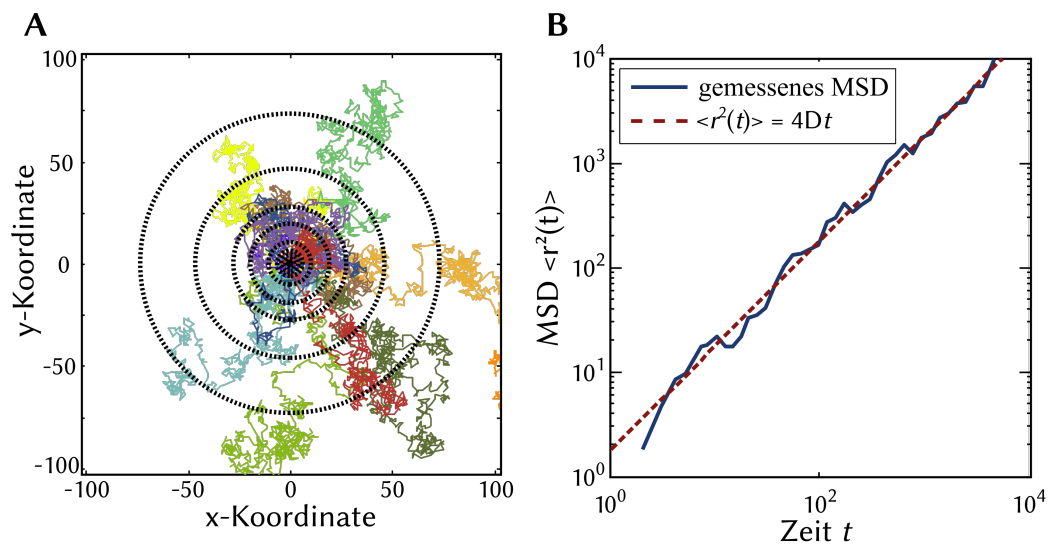 A
100
50
0
-50
-100
y-Koordinate
-100
-50
0
50
100
x-Koordinate
B
gemessenes MSD
<r²(t)> = 4Dt
10⁴
10³
10²
10¹
10⁰
MSD <r²(t)>
10⁰
10²
10⁴
Zeit t